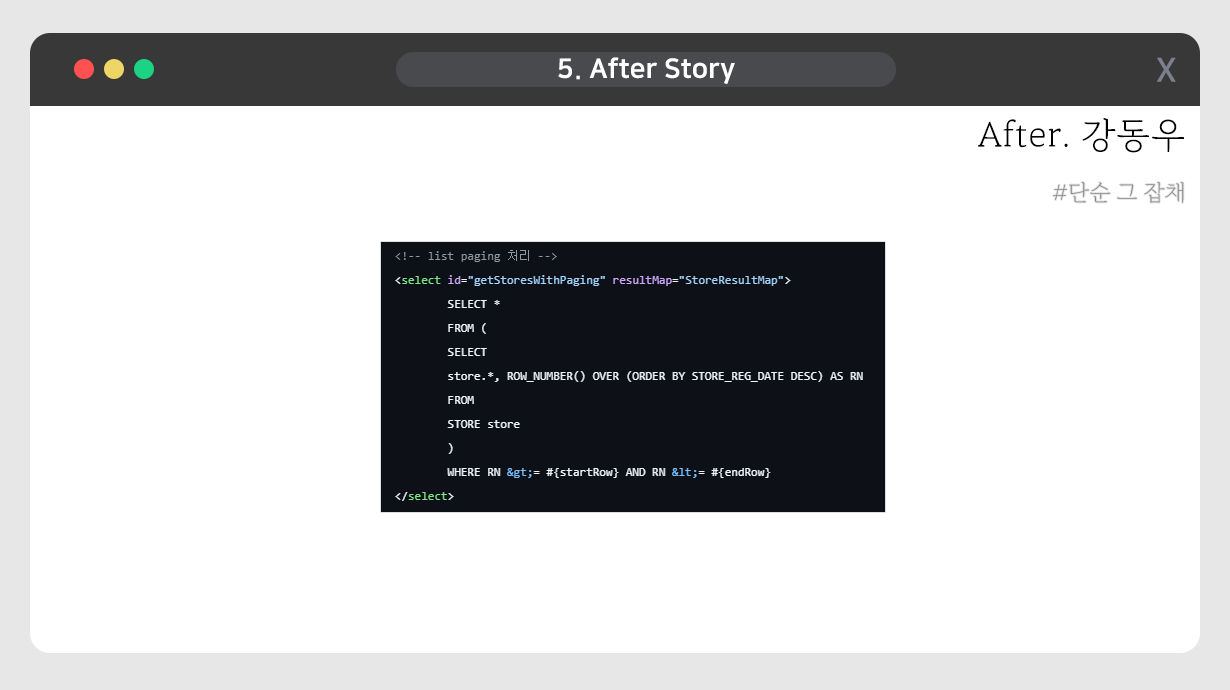 5. After Story
X
After. 강동우
#단순 그 잡채
<!-- list paging 처리 -->
<select id="getStoresWithPaging" resultMap="StoreResultMap">
SELECT *
FROM (
SELECT
store.*, ROW_NUMBER() OVER (ORDER BY STORE_REG_DATE DESC) AS RN
FROM
STORE store
)
WHERE RN &gt;= #{startRow} AND RN &lt;= #{endRow}
</select>